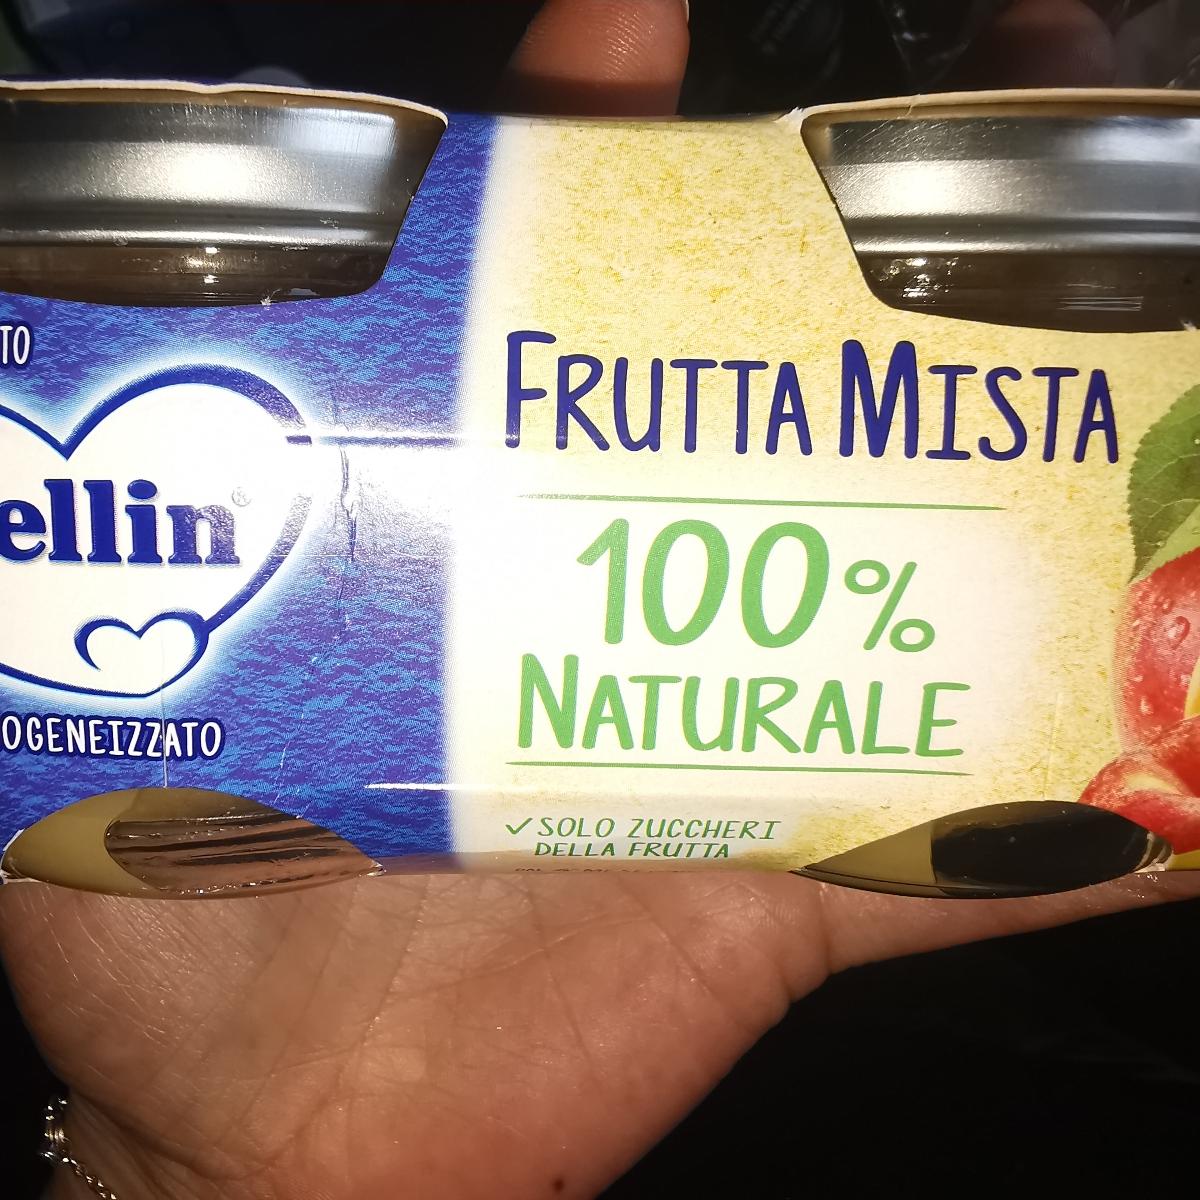 TO
ellin®
OGENEIZZATO
FRUTTA MISTA
100%
NATURALE
✓SOLO ZUCCHERI
DELLA FRUTTA